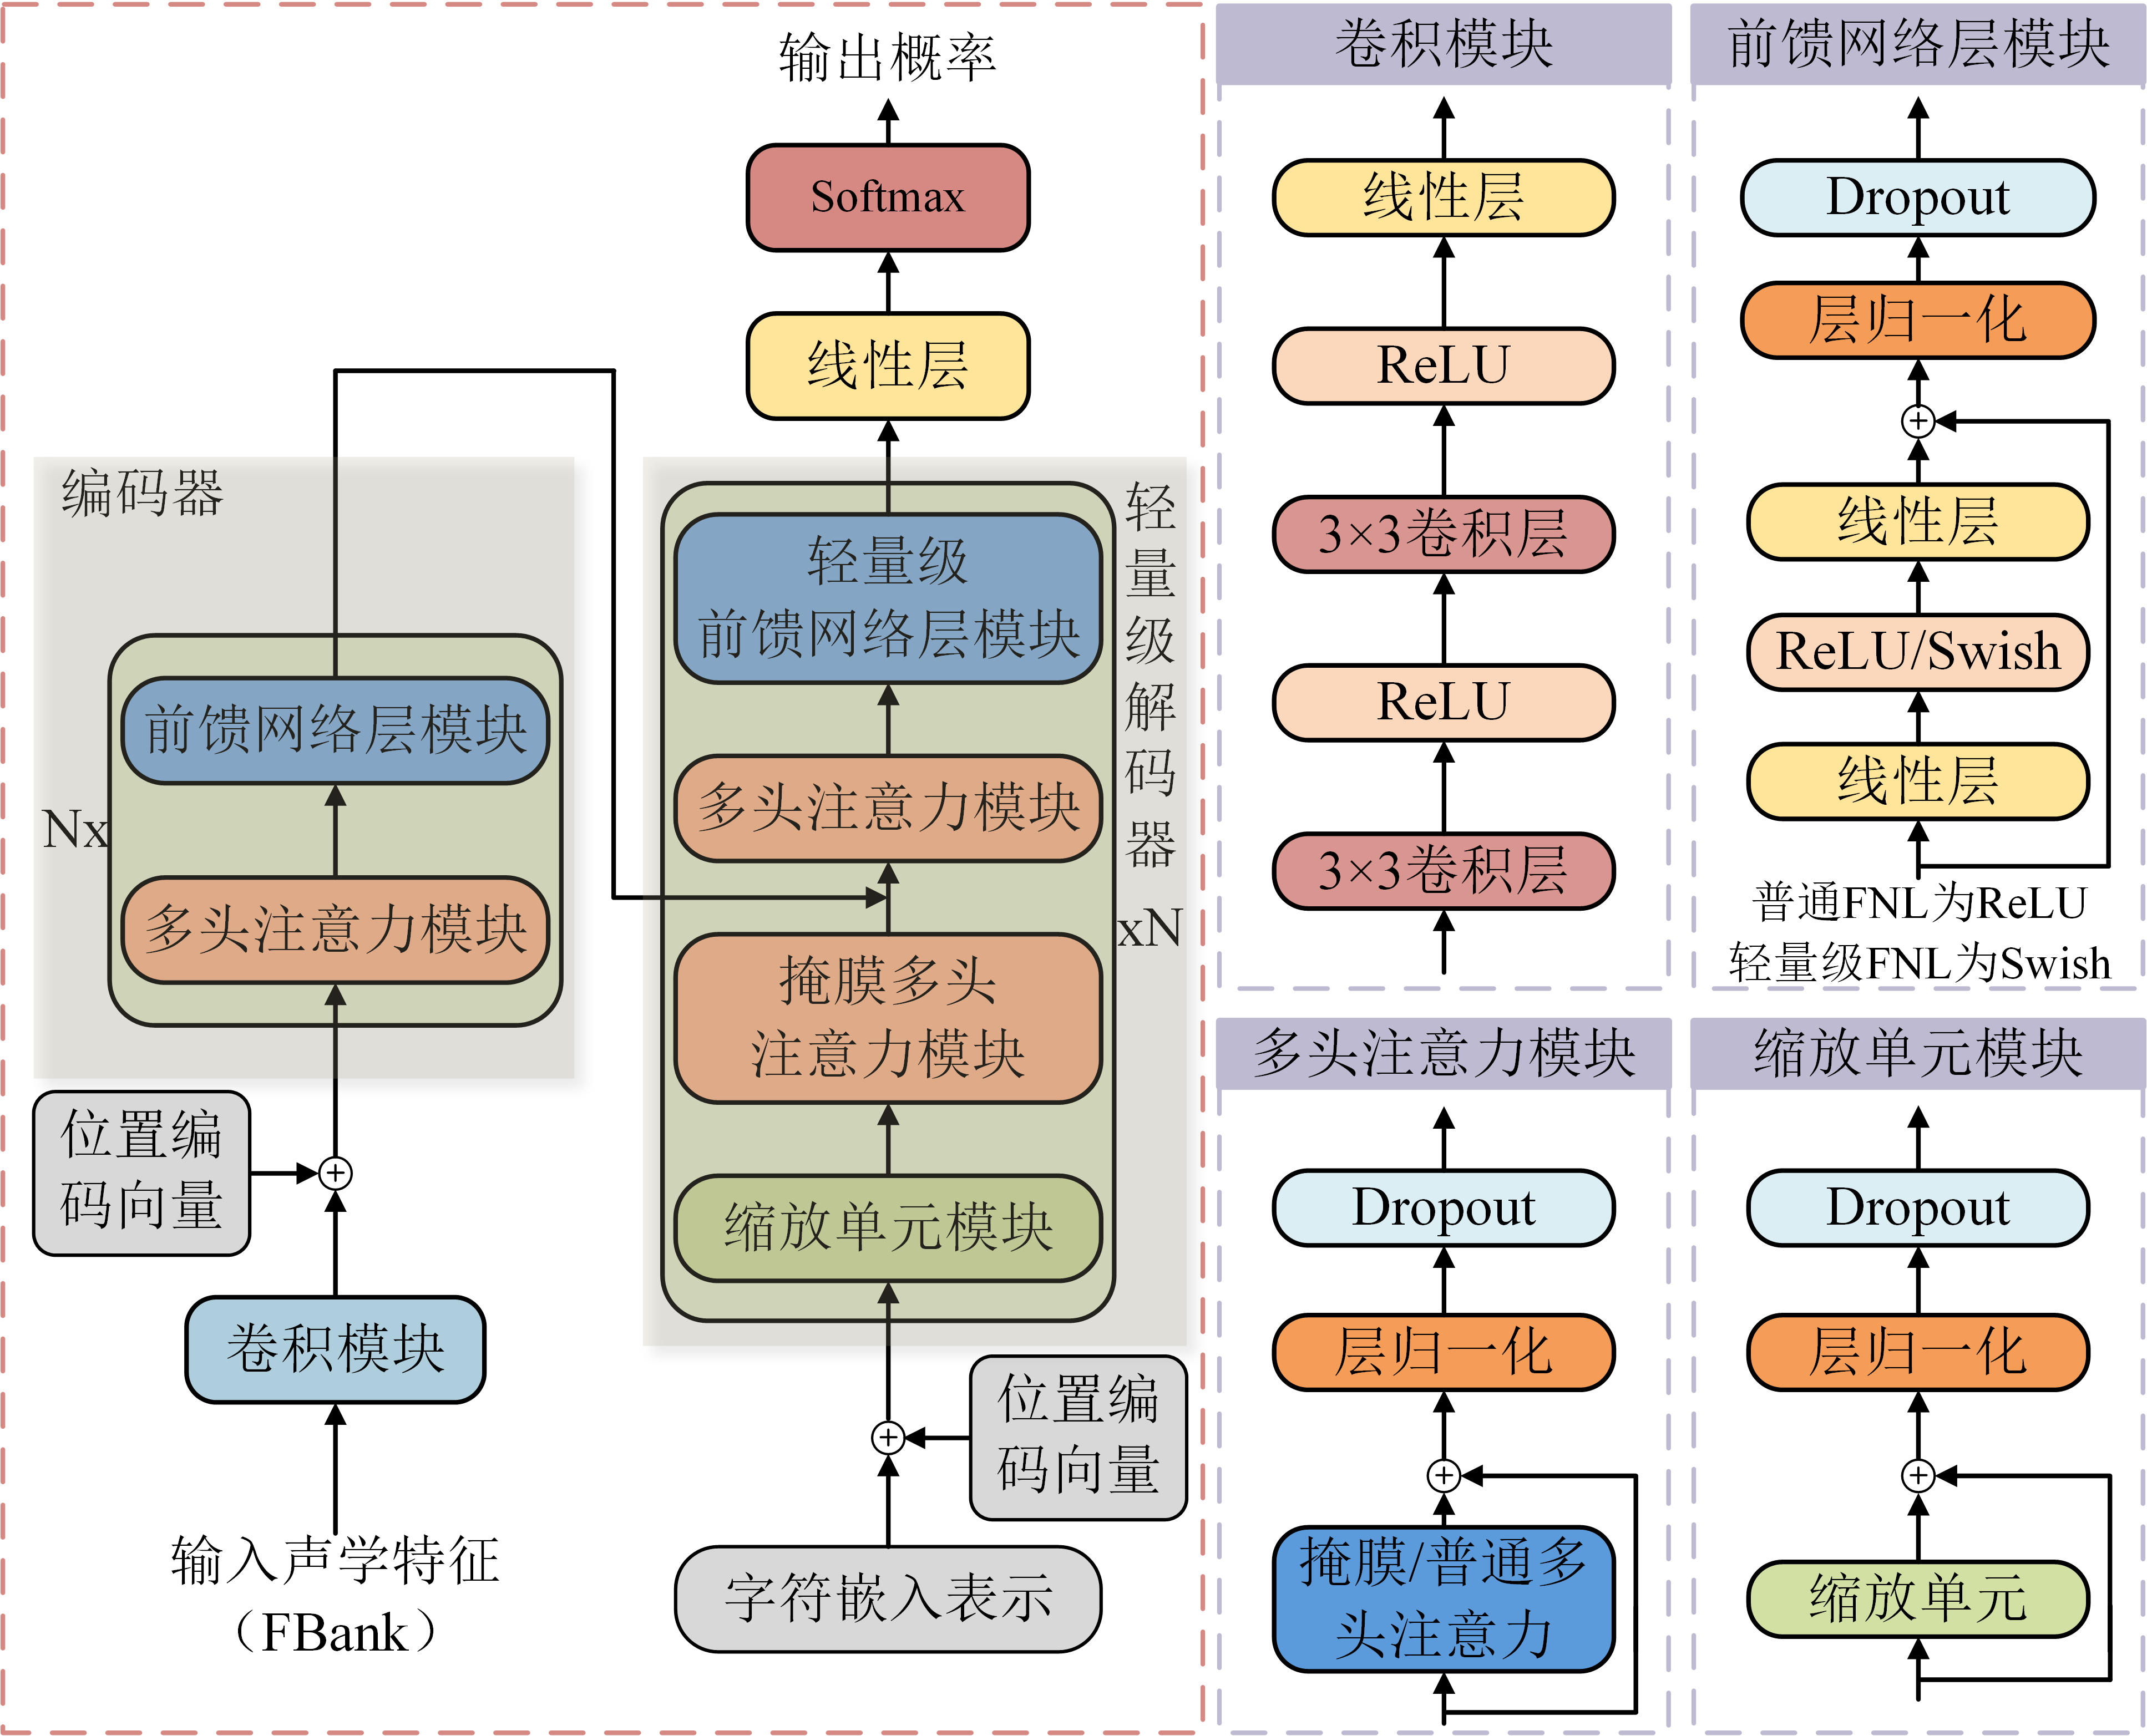 输出概率
Softmax
线性层
编码器
轻量级
前馈网络层模块
多头注意力模块
掩膜多头
注意力模块
缩放单元模块
轻量级解码器
xN
前馈网络层模块
Nx
多头注意力模块
位置编
码向量
卷积模块
输入声学特征
（FBank）
位置编
码向量
字符嵌入表示
卷积模块
线性层
ReLU
3×3卷积层
ReLU
3×3卷积层
前馈网络层模块
Dropout
层归一化
线性层
ReLU/Swish
线性层
普通FNL为ReLU
轻量级FNL为Swish
多头注意力模块
Dropout
层归一化
掩膜/普通多
头注意力
缩放单元模块
Dropout
层归一化
缩放单元